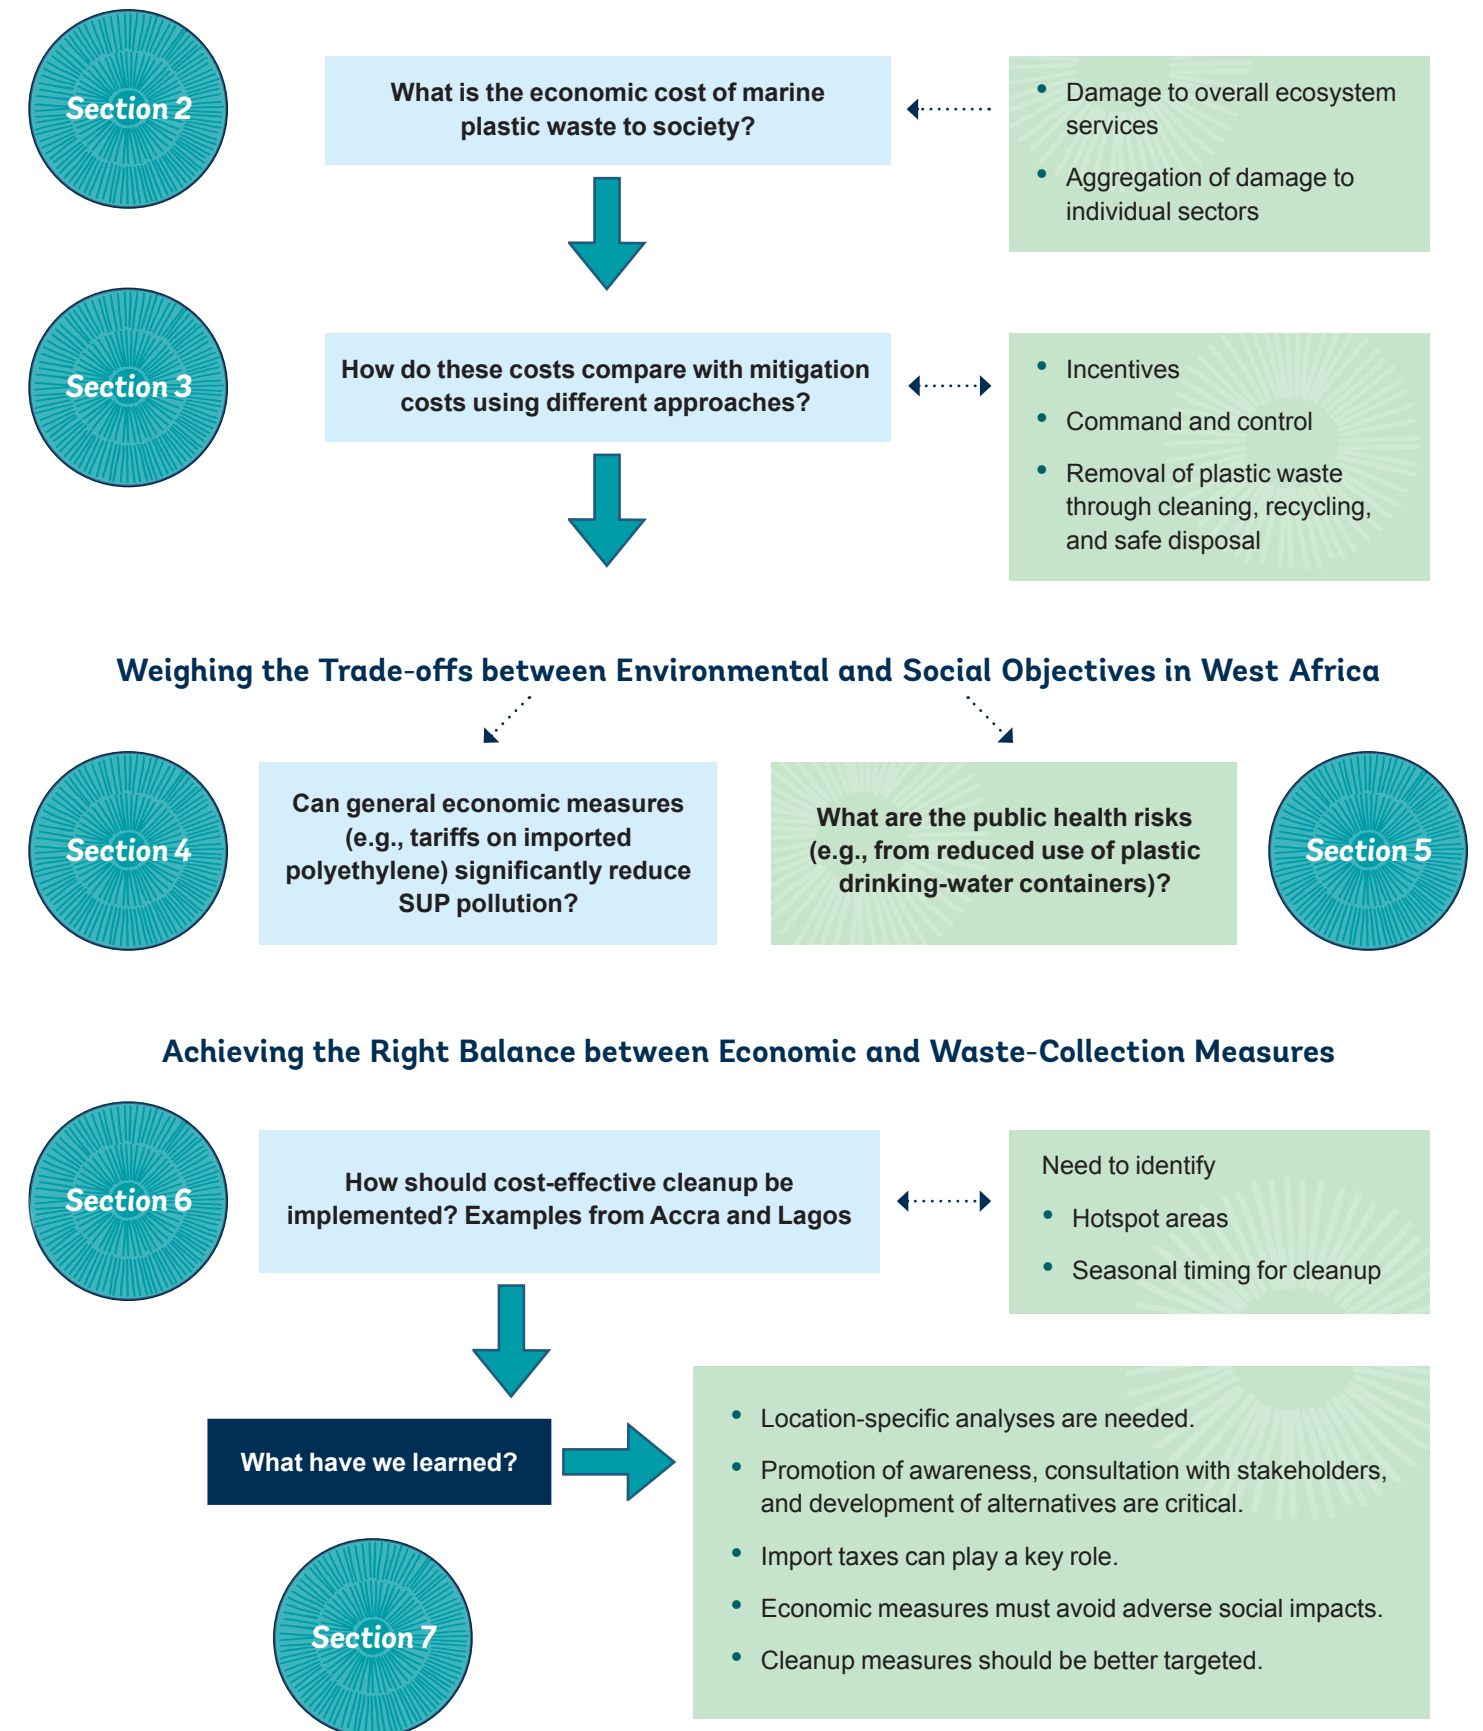 Section 2
What is the economic cost of marine
plastic waste to society?
• Damage to overall ecosystem
services
• Aggregation of damage to
individual sectors
Section 3
How do these costs compare with mitigation
costs using different approaches?
• Incentives
• Command and control
• Removal of plastic waste
through cleaning, recycling,
and safe disposal
Weighing the Trade-offs between Environmental and Social Objectives in West Africa
Section 4
Can general economic measures
(e.g., tariffs on imported
polyethylene) significantly reduce
SUP pollution?
What are the public health risks
(e.g., from reduced use of plastic
drinking-water containers)?
Section 5
Achieving the Right Balance between Economic and Waste-Collection Measures
Section 6
How should cost-effective cleanup be
implemented? Examples from Accra and Lagos
Need to identify
• Hotspot areas
• Seasonal timing for cleanup
What have we learned?
• Location-specific analyses are needed.
• Promotion of awareness, consultation with stakeholders,
and development of alternatives are critical.
• Import taxes can play a key role.
• Economic measures must avoid adverse social impacts.
• Cleanup measures should be better targeted.
Section 7